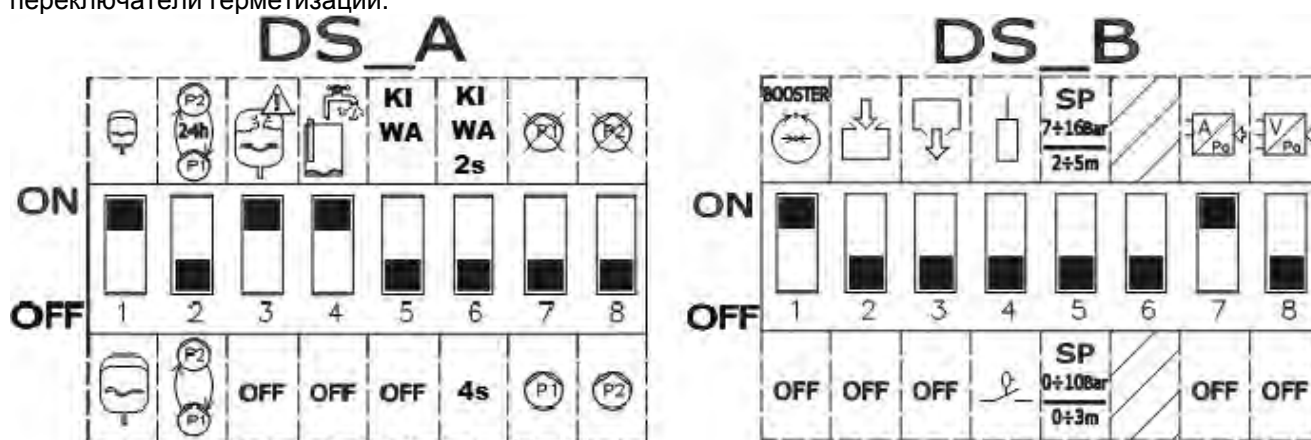 переключатели герметизации.
DS_A DS_B
P2 24h P1 ! KI WA KI WA 2s P1 P2
BOOSTER SP 7÷16Bar 2÷5m A Pa V Pa
ON ON
OFF 1 2 3 4 5 6 7 8
OFF 1 2 3 4 5 6 7 8
P2 P1 OFF OFF OFF 4s P1 P2
OFF OFF OFF SP 0÷10Bar 0÷3m OFF OFF